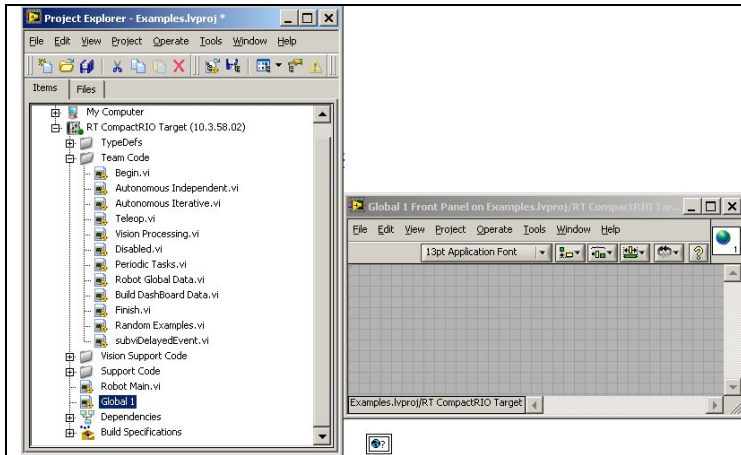 Project Explorer - Examples.lvproj *
File Edit View Project Operate Tools Window Help
Items Files
My Computer
RT CompactRIO Target (10.3.58.02)
TypeDefs
Team Code
Begin.vi
Autonomous Independent.vi
Autonomous Iterative.vi
Teleop.vi
Vision Processing.vi
Disabled.vi
Periodic Tasks.vi
Robot Global Data.vi
Build DashBoard Data.vi
Finish.vi
Random Examples.vi
subviDelayedEvent.vi
Vision Support Code
Support Code
Robot Main.vi
Global 1
Dependencies
Build Specifications
Global 1 Front Panel on Examples.lvproj/RT CompactRIO Tar...
File Edit View Project Operate Tools Window Help
13pt Application Font
?
1
Examples.lvproj/RT CompactRIO Target
?